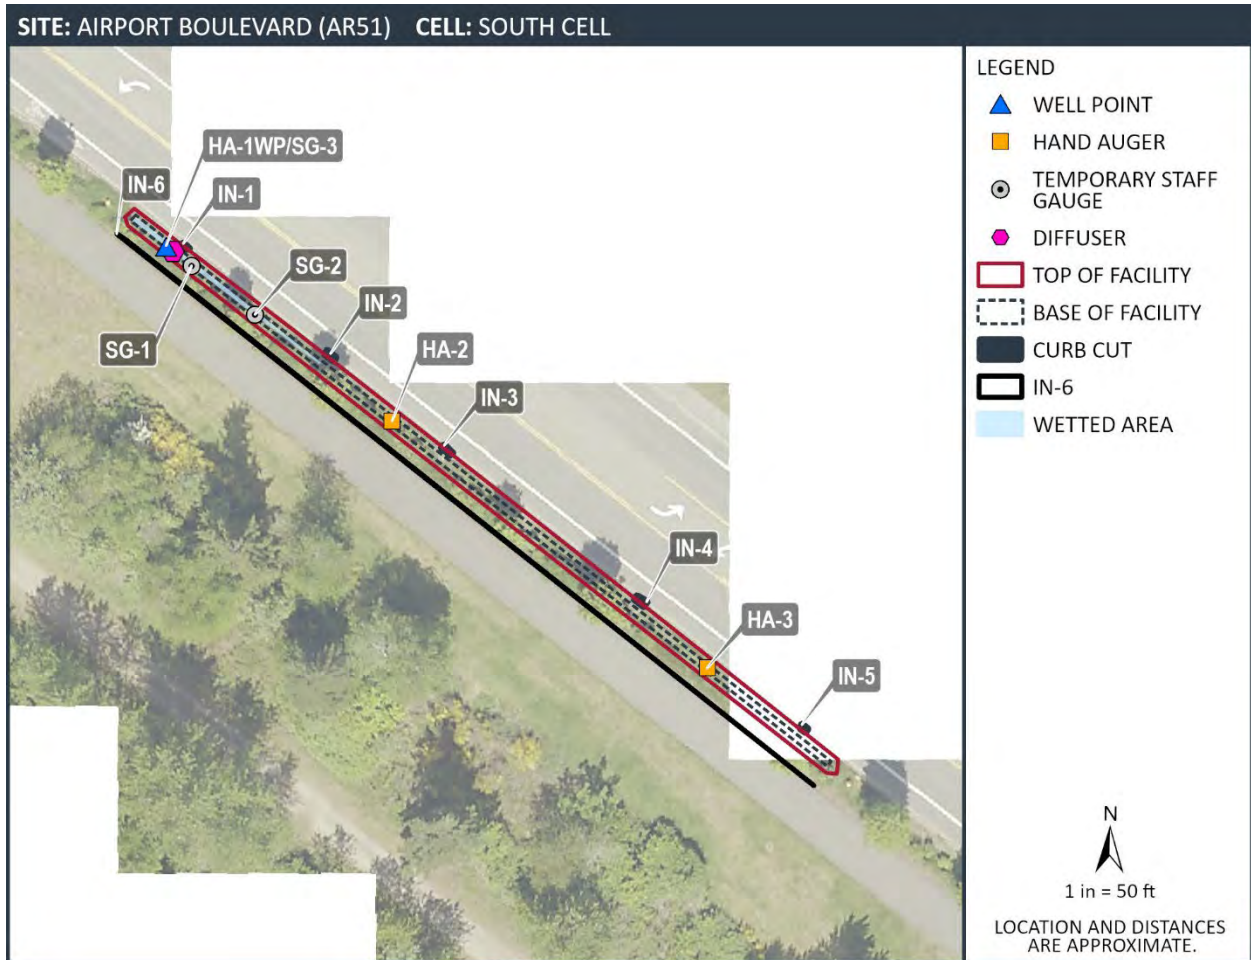 SITE: AIRPORT BOULEVARD (AR51) CELL: SOUTH CELL
HA-1WP/SG-3
IN-6
IN-1
SG-2
IN-2
SG-1
HA-2
IN-3
IN-4
HA-3
IN-5
LEGEND
WELL POINT
HAND AUGER
TEMPORARY STAFF
GAUGE
DIFFUSER
TOP OF FACILITY
BASE OF FACILITY
CURB CUT
IN-6
WETTED AREA
N
1 in = 50 ft
LOCATION AND DISTANCES
ARE APPROXIMATE.